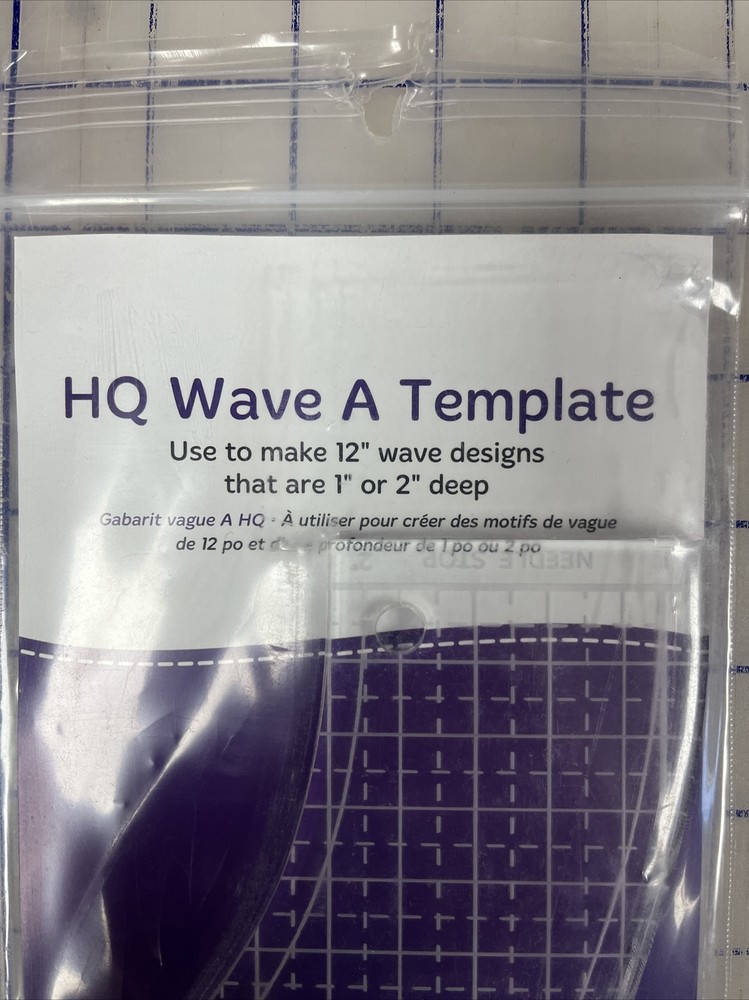 HQ Wave A Template
Use to make 12" wave designs
that are 1" or 2" deep
Gabarit vague A HQ - À utiliser pour créer des motifs de vague
de 12 po et profondeur de 1 po ou 2 po
NEEDLE STOP